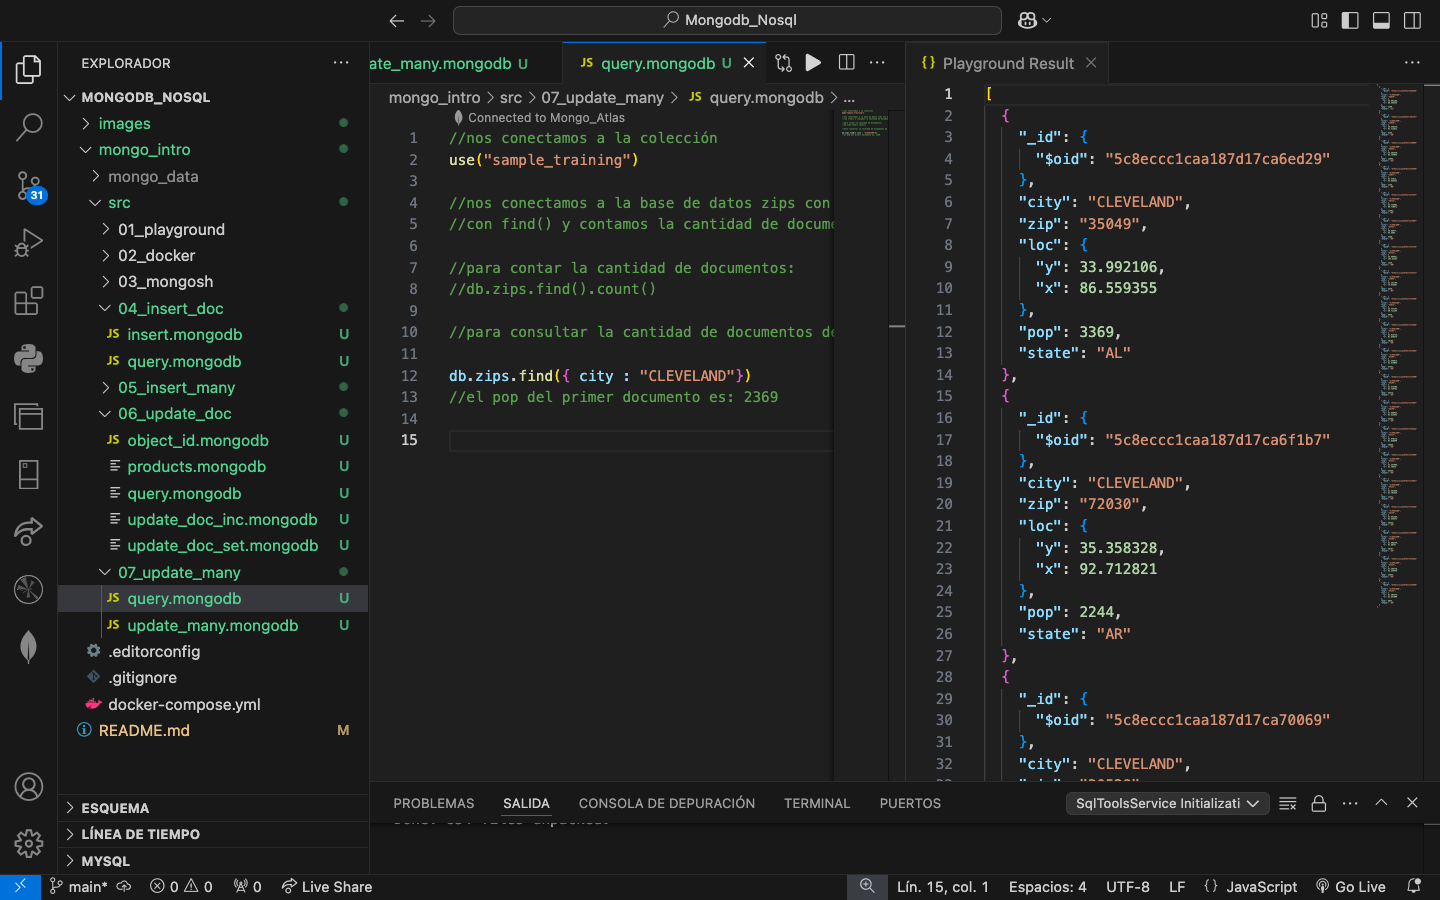 Mongodb_Nosql
EXPLORADOR
MONGODB_NOSQL
images
mongo_intro
mongo_data
src
01_playground
02_docker
03_mongosh
04_insert_doc
insert.mongodb U
query.mongodb U
05_insert_many
06_update_doc
object_id.mongodb U
products.mongodb U
query.mongodb U
update_doc_inc.mongodb U
update_doc_set.mongodb U
07_update_many
query.mongodb U
update_many.mongodb U
.editorconfig
.gitignore
docker-compose.yml
README.md M
ESQUEMA
LÍNEA DE TIEMPO
MYSQL
31
ate_many.mongodb U
JS query.mongodb U
mongo_intro > src > 07_update_many > JS query.mongodb > ...
Connected to Mongo_Atlas
1 //nos conectamos a la colección
2 use("sample_training")
3
4 //nos conectamos a la base de datos zips con
5 //con find() y contamos la cantidad de docume
6
7 //para contar la cantidad de documentos:
8 //db.zips.find().count()
9
10 //para consultar la cantidad de documentos de
11
12 db.zips.find({ city : "CLEVELAND"})
13 //el pop del primer documento es: 2369
14
15
{} Playground Result
1 [
2 {
3 "_id": {
4 "$oid": "5c8eccc1caa187d17ca6ed29"
5 },
6 "city": "CLEVELAND",
7 "zip": "35049",
8 "loc": {
9 "y": 33.992106,
10 "x": 86.559355
11 },
12 "pop": 3369,
13 "state": "AL"
14 },
15 {
16 "_id": {
17 "$oid": "5c8eccc1caa187d17ca6f1b7"
18 },
19 "city": "CLEVELAND",
20 "zip": "72030",
21 "loc": {
22 "y": 35.358328,
23 "x": 92.712821
24 },
25 "pop": 2244,
26 "state": "AR"
27 },
28 {
29 "_id": {
30 "$oid": "5c8eccc1caa187d17ca70069"
31 },
32 "city": "CLEVELAND",
PROBLEMAS SALIDA CONSOLA DE DEPURACIÓN TERMINAL PUERTOS
SqlToolsService Initializati
main* 0 0 0 Live Share
Lín. 15, col. 1 Espacios: 4 UTF-8 LF {} JavaScript Go Live